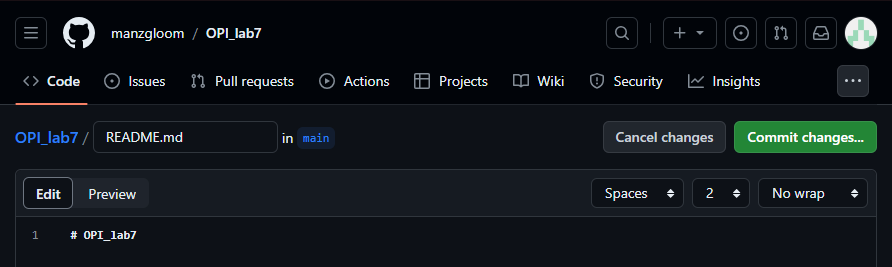 manzgloom / OPI_lab7
Code Issues Pull requests Actions Projects Wiki Security Insights
OPI_lab7 / README.md in main Cancel changes Commit changes...
Edit Preview Spaces 2 No wrap
1 # OPI_lab7